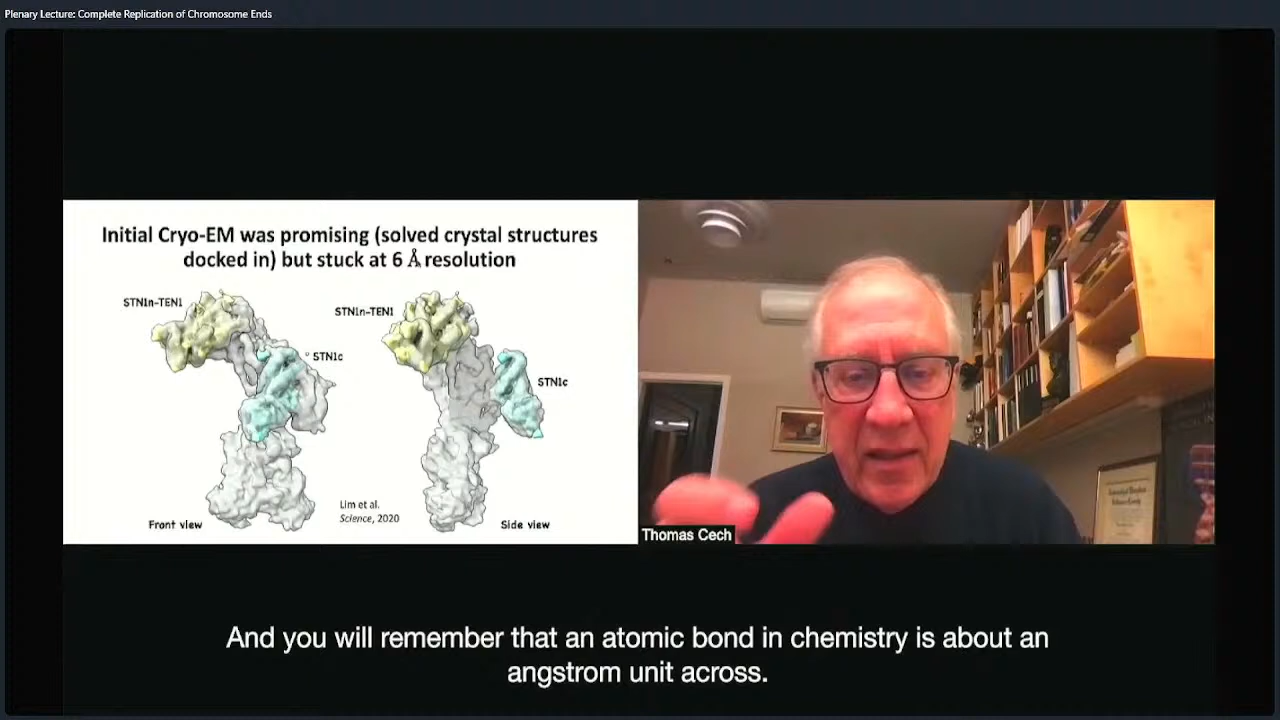 Plenary Lecture: Complete Replication of Chromosome Ends
Initial Cryo-EM was promising (solved crystal structures
docked in) but stuck at 6 Å resolution
STN1n-TEN1
STN1c
STN1n-TEN1
STN1c
Lim et al.
Science, 2020
Front view
Side view
Thomas Cech
And you will remember that an atomic bond in chemistry is about an
angstrom unit across.